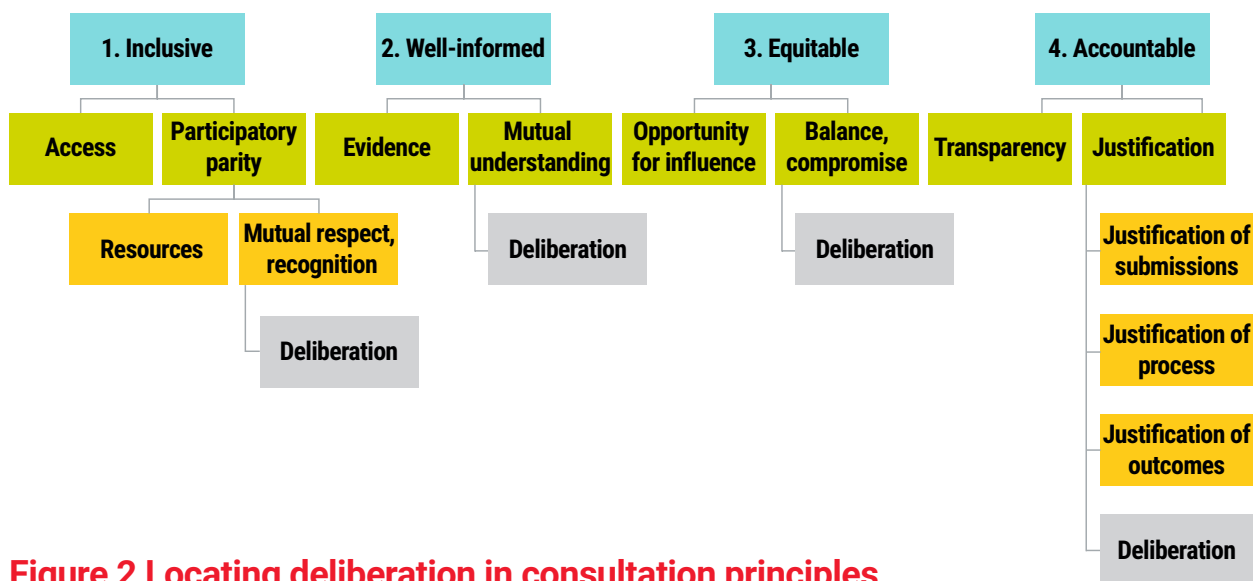 1. Inclusive
2. Well-informed
3. Equitable
4. Accountable
Access
Participatory
parity
Evidence
Mutual
understanding
Opportunity
for influence
Balance,
compromise
Transparency
Justification
Resources
Mutual respect,
recognition
Deliberation
Deliberation
Deliberation
Justification of
submissions
Justification of
process
Justification of
outcomes
Deliberation
Figure 2 Locating deliberation in consultation principles